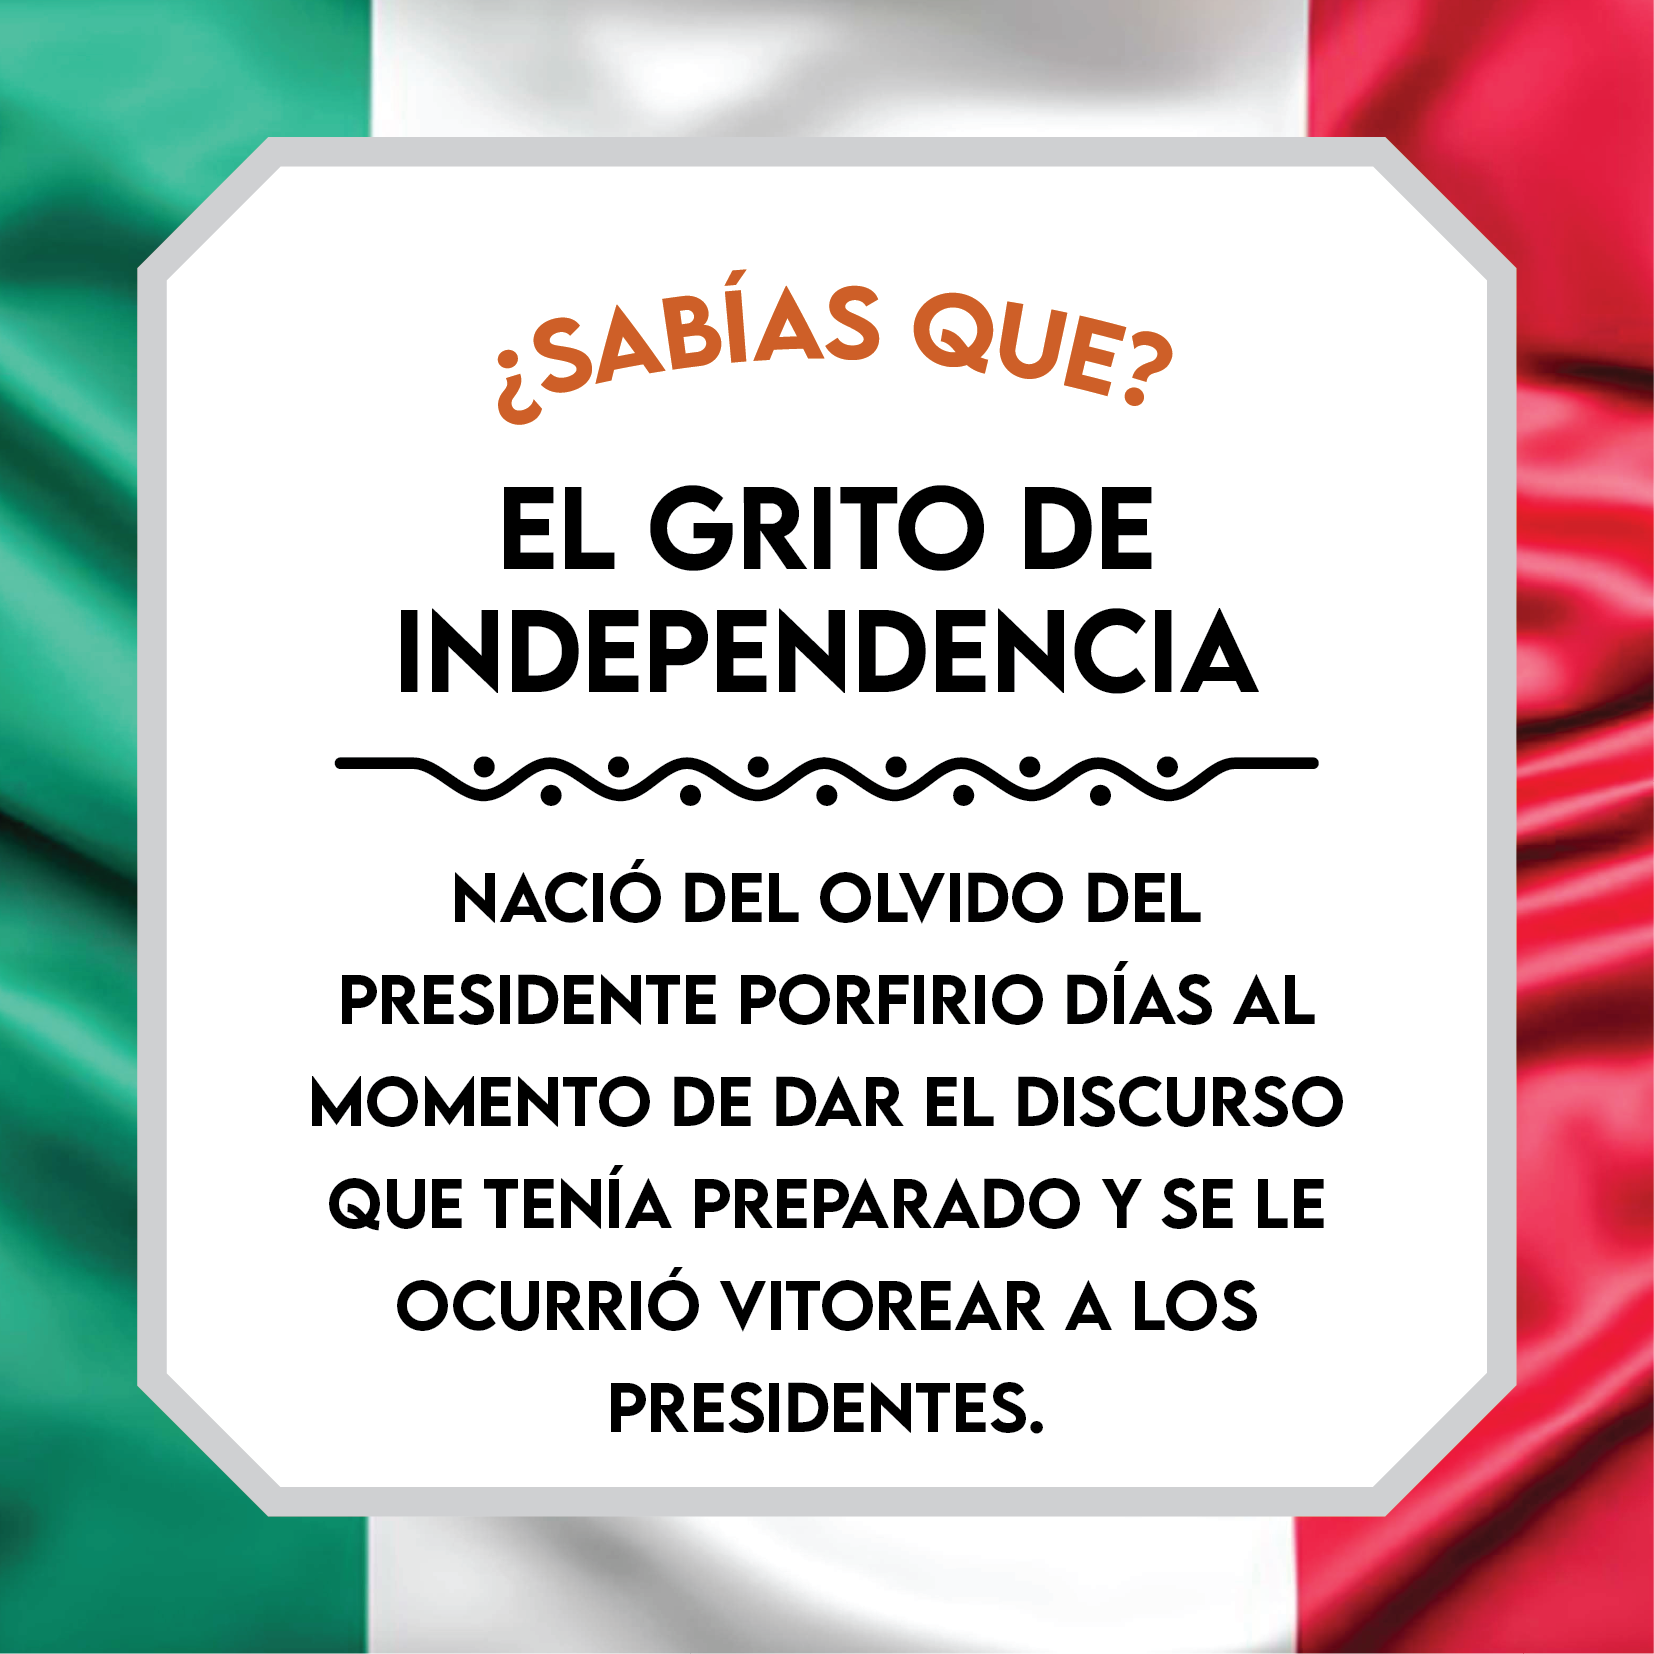 ¿SABÍAS QUE?
EL GRITO DE
INDEPENDENCIA
NACIÓ DEL OLVIDO DEL
PRESIDENTE PORFIRIO DÍAS AL
MOMENTO DE DAR EL DISCURSO
QUE TENÍA PREPARADO Y SE LE
OCURRIÓ VITOREAR A LOS
PRESIDENTES.